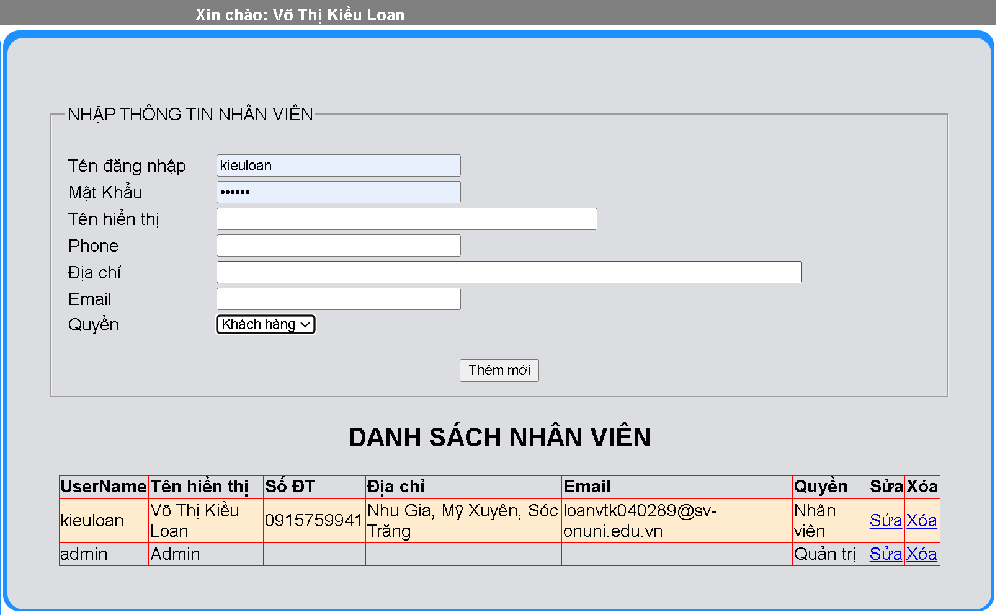 Xin chào: Võ Thị Kiều Loan
NHẬP THÔNG TIN NHÂN VIÊN
Tên đăng nhập kieuloan
Mật Khẩu ••••••
Tên hiển thị
Phone
Địa chỉ
Email
Quyền Khách hàng
Thêm mới
DANH SÁCH NHÂN VIÊN
UserName Tên hiển thị Số ĐT Địa chỉ Email Quyền Sửa Xóa
kieuloan Võ Thị Kiều Loan 0915759941 Nhu Gia, Mỹ Xuyên, Sóc Trăng loanvtk040289@sv-onuni.edu.vn Nhân viên Sửa Xóa
admin Admin Quản trị Sửa Xóa